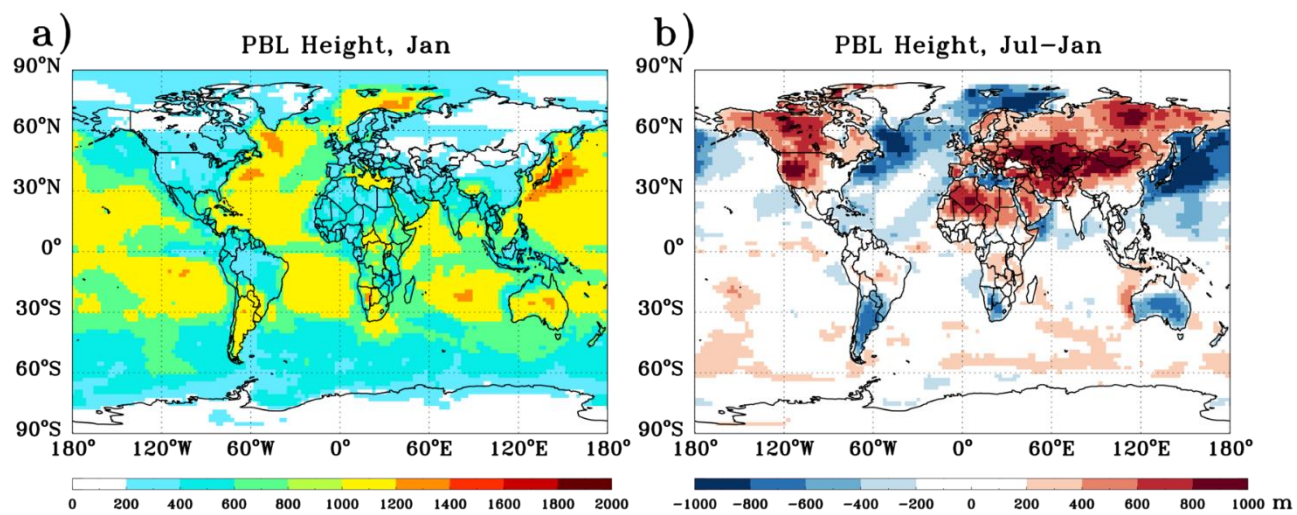 a)
PBL Height, Jan
90°N
60°N
30°N
0°
30°S
60°S
90°S
180° 120°W 60°W 0° 60°E 120°E 180°
0 200 400 600 800 1000 1200 1400 1600 1800 2000
b)
PBL Height, Jul-Jan
90°N
60°N
30°N
0°
30°S
60°S
90°S
180° 120°W 60°W 0° 60°E 120°E 180°
-1000 -800 -600 -400 -200 0 200 400 600 800 1000 m